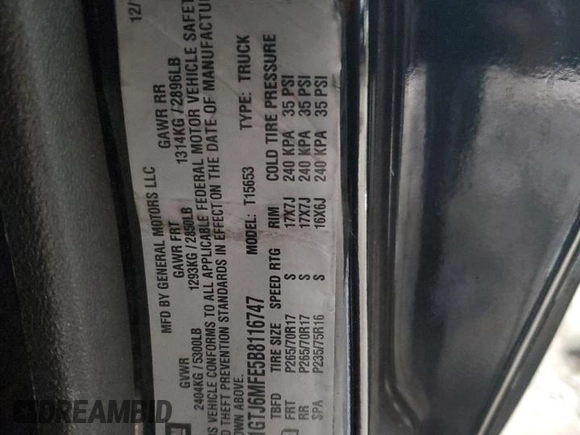 MFD BY GENERAL MOTORS LLC
12/
GVWR GAWR FRT GAWR RR
2404KG/5300LB 1293KG/2850LB 1314KG/2896LB
VEHICLE CONFORMS TO ALL APPLICABLE FEDERAL MOTOR VEHICLE SAFET
THEFT PREVENTION STANDARDS IN EFFECT ON THE DATE OF MANUFACTUR
OWN ABOVE.
1GTJ6MFE5B8116747 MODEL: T15653 TYPE: TRUCK
TIRE SIZE SPEED RTG RIM COLD TIRE PRESSURE
FRT P265/70R17 S 17X7J 240 KPA 35 PSI
RR P265/70R17 S 17X7J 240 KPA 35 PSI
SPA P235/75R16 S 16X6J 240 KPA 35 PSI
TBFD
GM
DREAMBID